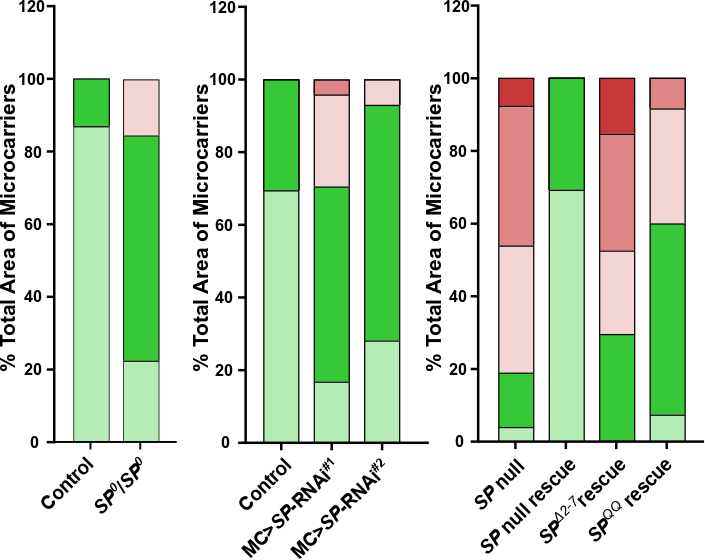 % Total Area of Microcarriers
120
100
80
60
40
20
0
Control
SP⁰/SP⁰
% Total Area of Microcarriers
120
100
80
60
40
20
0
Control
MC>SP-RNAi#1
MC>SP-RNAi#2
% Total Area of Microcarriers
120
100
80
60
40
20
0
SP null
SP null rescue
SPΔ2-7 rescue
SPQQ rescue